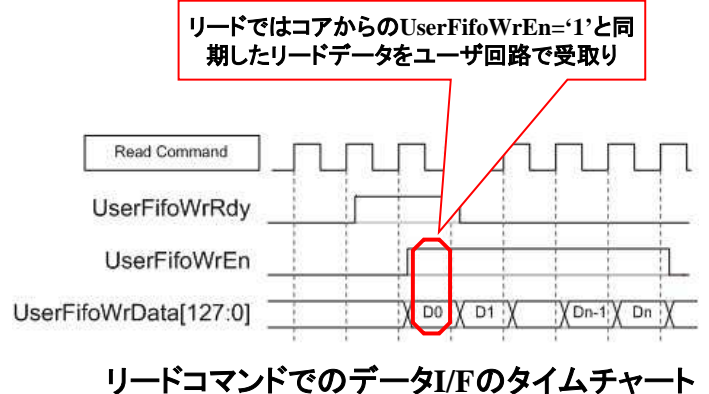 リードではコアからのUserFifoWrEn=‘1’と同
期したリードデータをユーザ回路で受取り
Read Command
UserFifoWrRdy
UserFifoWrEn
UserFifoWrData[127:0]
D0
D1
Dn-1
Dn
リードコマンドでのデータI/Fのタイムチャート